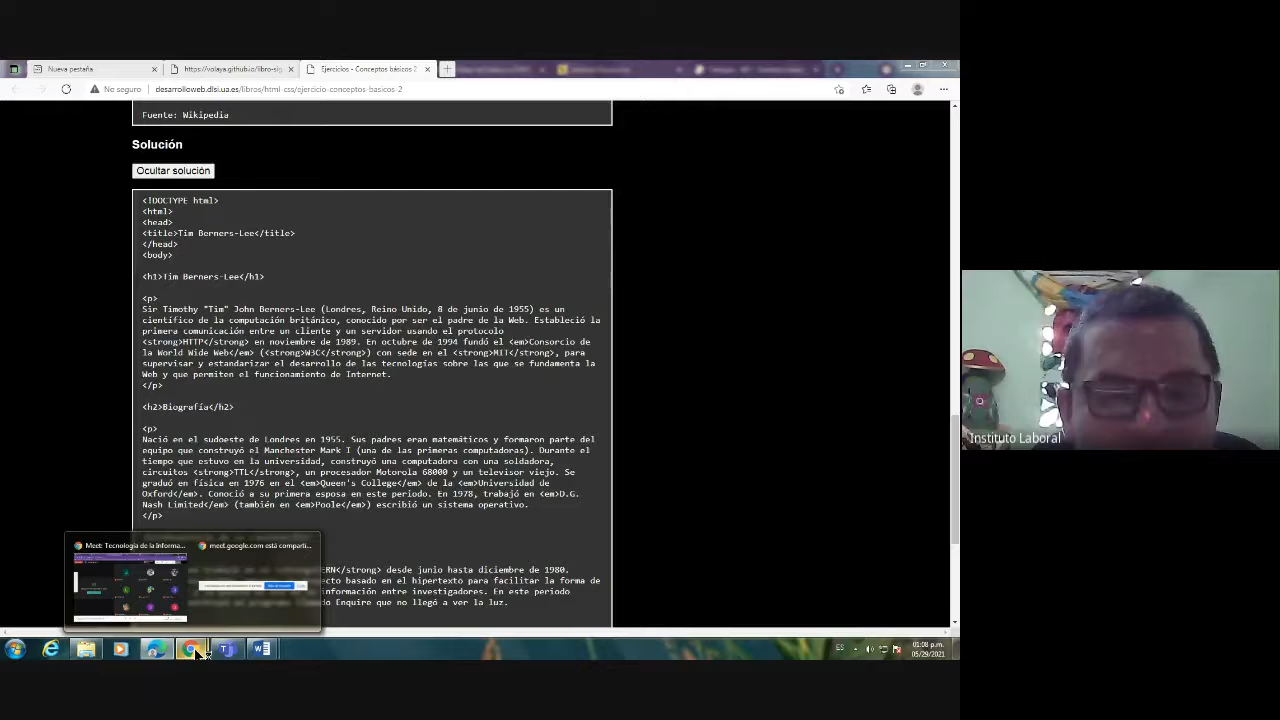 Nueva pestaña
https://volaya.github.io/libro-sig
Ejercicios - Conceptos básicos 2
No seguro
desarrolloweb.dlsi.ua.es/libros/html-css/ejercicio-conceptos-basicos-2
Fuente: Wikipedia
Solución
Ocultar solución
<!DOCTYPE html>
<html>
<head>
<title>Tim Berners-Lee</title>
</head>
<body>
<h1>Tim Berners-Lee</h1>
<p>
Sir Timothy "Tim" John Berners-Lee (Londres, Reino Unido, 8 de junio de 1955) es un
científico de la computación británico, conocido por ser el padre de la Web. Estableció la
primera comunicación entre un cliente y un servidor usando el protocolo
<strong>HTTP</strong> en noviembre de 1989. En octubre de 1994 fundó el <em>Consorcio de
la World Wide Web</em> (<strong>W3C</strong>) con sede en el <strong>MIT</strong>, para
supervisar y estandarizar el desarrollo de las tecnologías sobre las que se fundamenta la
Web y que permiten el funcionamiento de Internet.
</p>
<h2>Biografía</h2>
<p>
Nació en el sudoeste de Londres en 1955. Sus padres eran matemáticos y formaron parte del
equipo que construyó el Manchester Mark I (una de las primeras computadoras). Durante el
tiempo que estuvo en la universidad, construyó una computadora con una soldadora,
circuitos <strong>TTL</strong>, un procesador Motorola 68000 y un televisor viejo. Se
graduó en física en 1976 en el <em>Queen's College</em> de la <em>Universidad de
Oxford</em>. Conoció a su primera esposa en este periodo. En 1978, trabajó en <em>D.G.
Nash Limited</em> (también en <em>Poole</em>) escribió un sistema operativo.
</p>
Meet: Tecnología de la Informa...
meet.google.com está comparti...
ERN</strong> desde junio hasta diciembre de 1980.
ecto basado en el hipertexto para facilitar la forma de
información entre investigadores. En este periodo
do Enquire que no llegó a ver la luz.
ES
01:08 p.m.
05/29/2021
Instituto Laboral